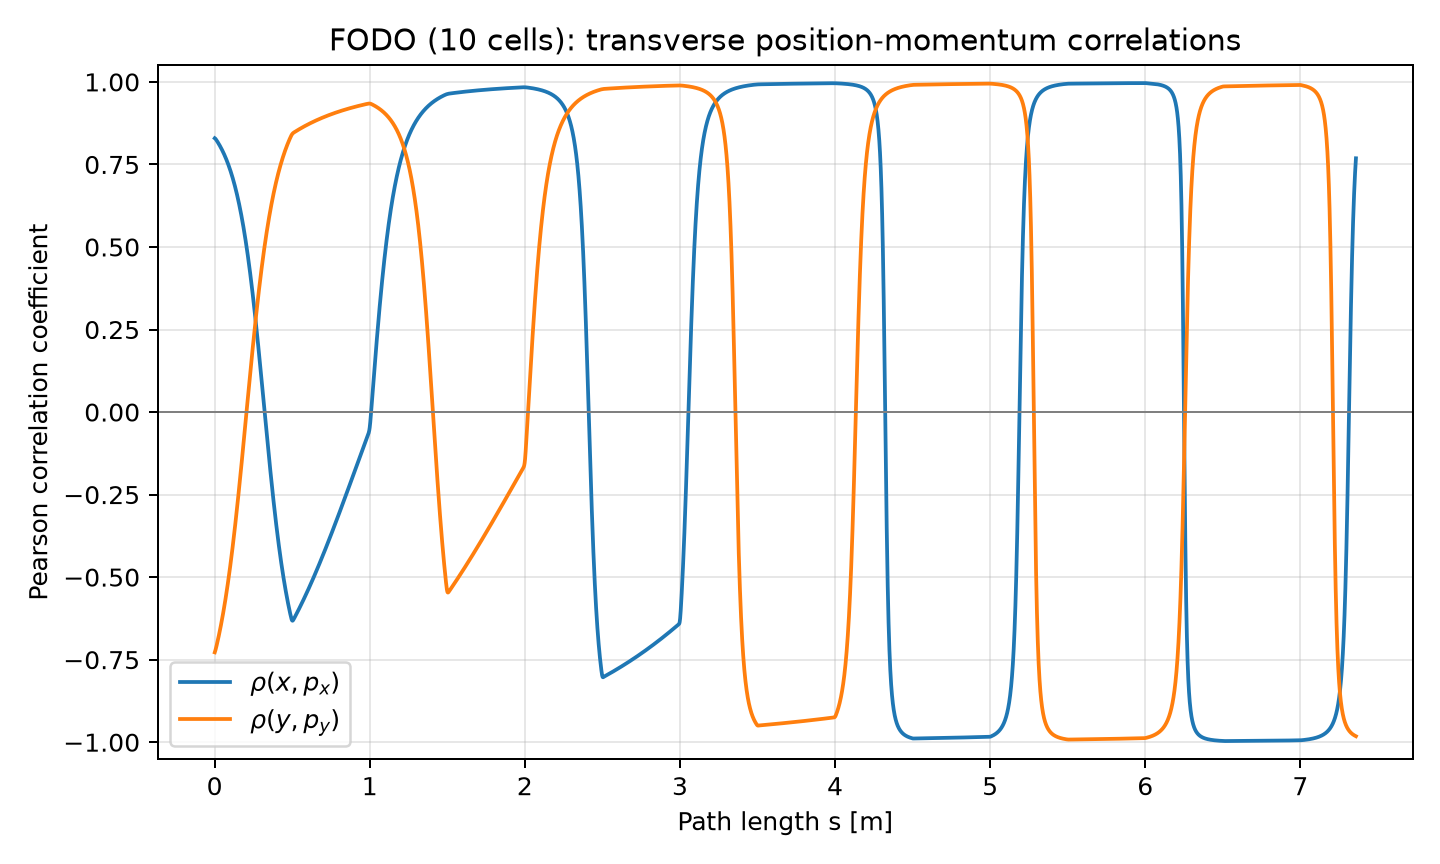 FODO (10 cells): transverse position-momentum correlations
Pearson correlation coefficient
1.00
0.75
0.50
0.25
0.00
−0.25
−0.50
−0.75
−1.00
ρ(x, pₓ)
ρ(y, p_y)
0 1 2 3 4 5 6 7
Path length s [m]